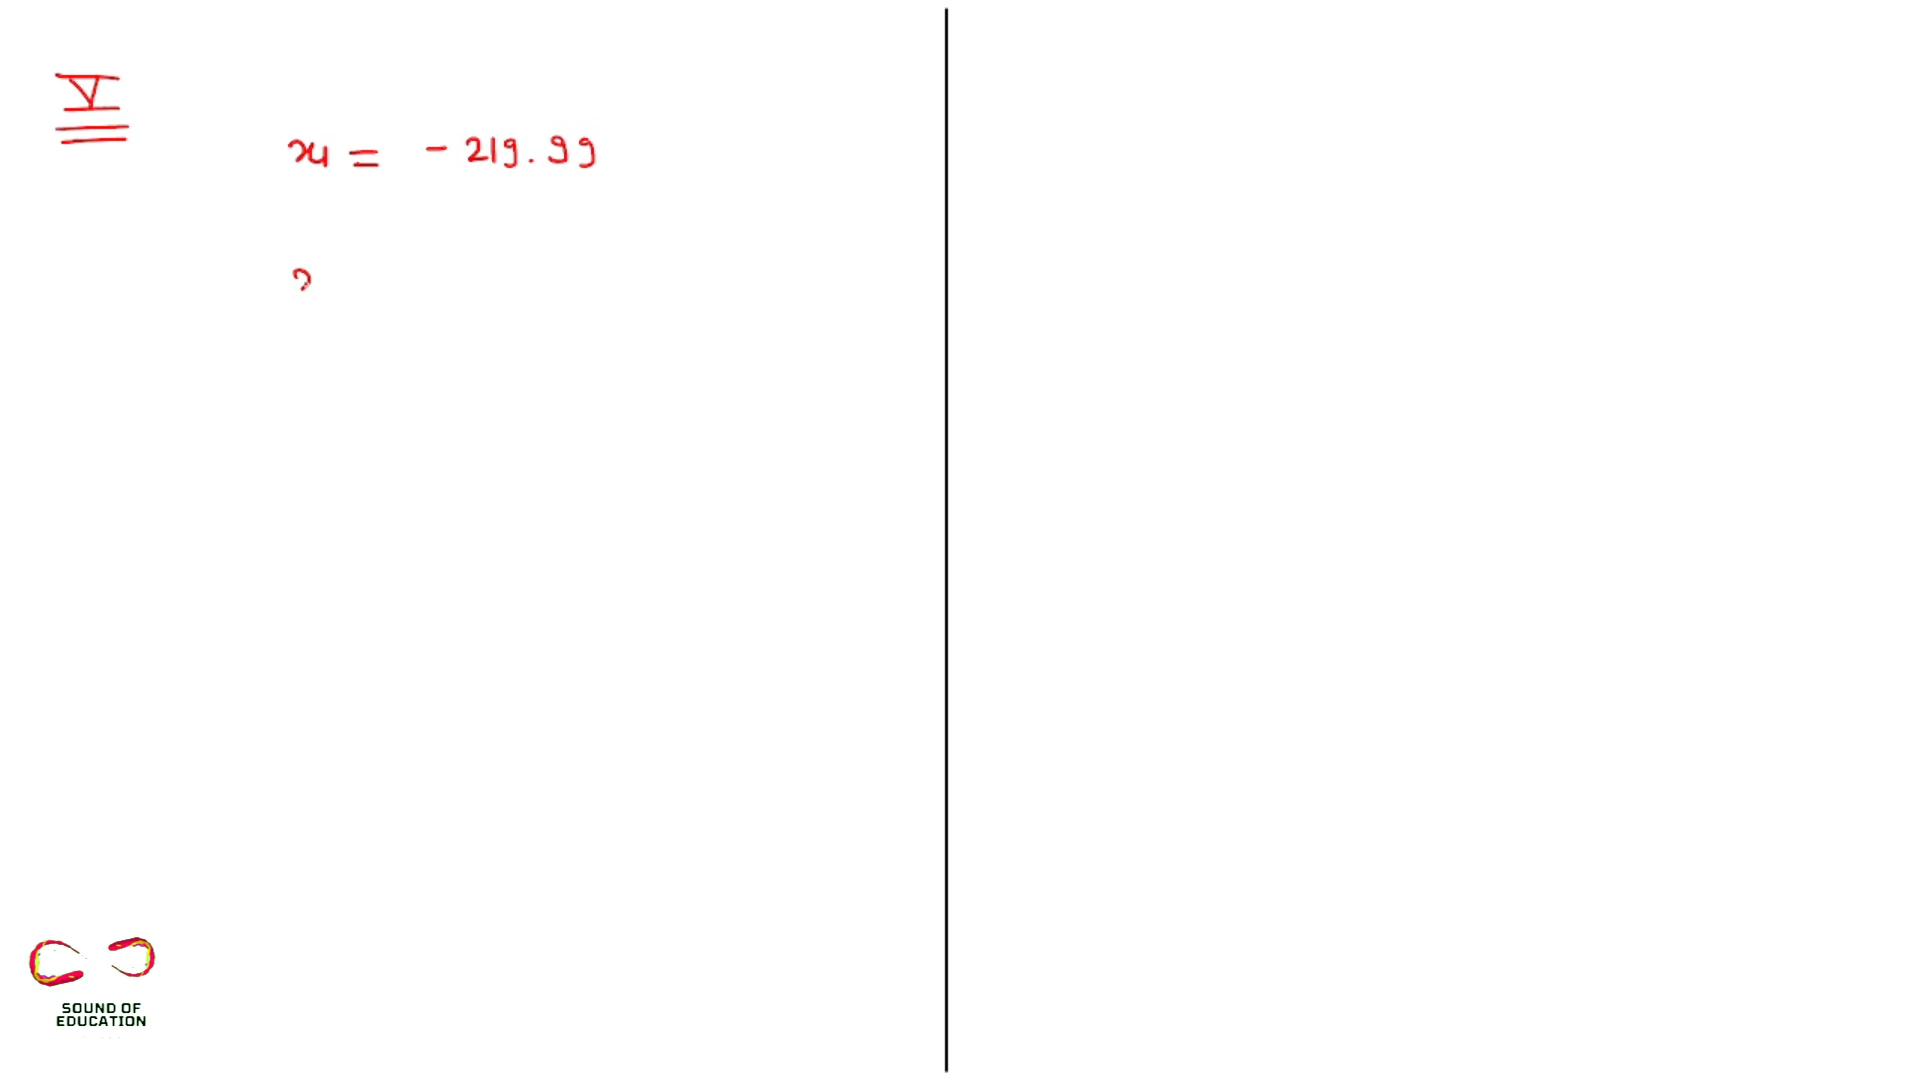 V
x4 = - 219.99
SOUND OF
EDUCATION